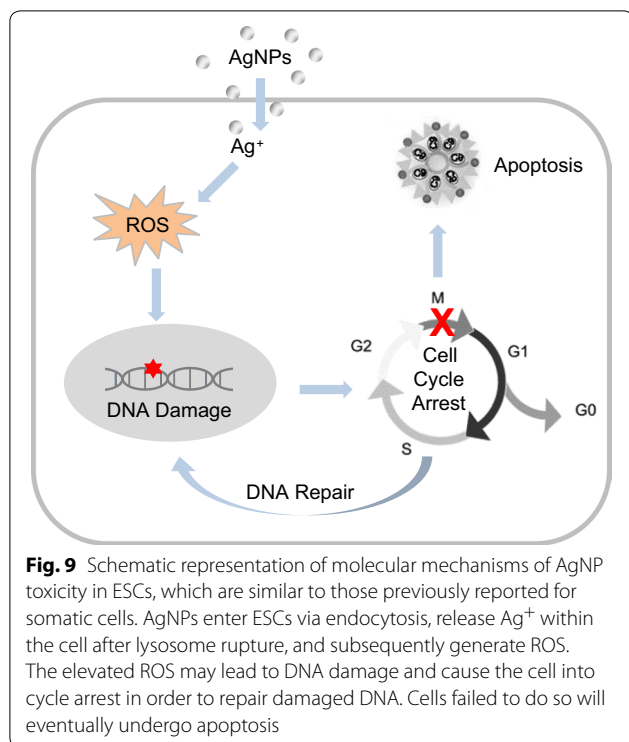 AgNPs
Ag⁺
Apoptosis
ROS
M
G2
G1
Cell
Cycle
Arrest
DNA Damage
G0
S
DNA Repair
Fig. 9 Schematic representation of molecular mechanisms of AgNP
toxicity in ESCs, which are similar to those previously reported for
somatic cells. AgNPs enter ESCs via endocytosis, release Ag⁺ within
the cell after lysosome rupture, and subsequently generate ROS.
The elevated ROS may lead to DNA damage and cause the cell into
cycle arrest in order to repair damaged DNA. Cells failed to do so will
eventually undergo apoptosis